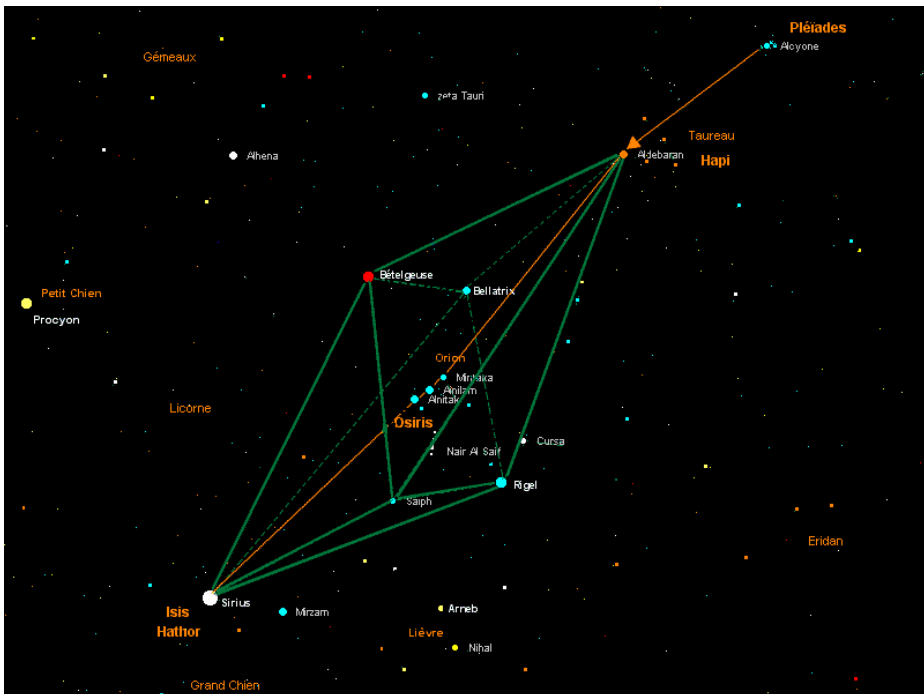 Pléïades
Alcyone
Gémeaux
zeta Tauri
Taureau
Alhena
Aldebaran
Hapi
Bételgeuse
Bellatrix
Petit Chien
Procyon
Orion
Mintaka
Alnilam
Alnitak
Licorne
Osiris
Cursa
Nair Al Saif
Rigel
Saiph
Eridan
Sirius
Isis
Hathor
Mirzam
Arneb
Lièvre
Nihal
Grand Chien